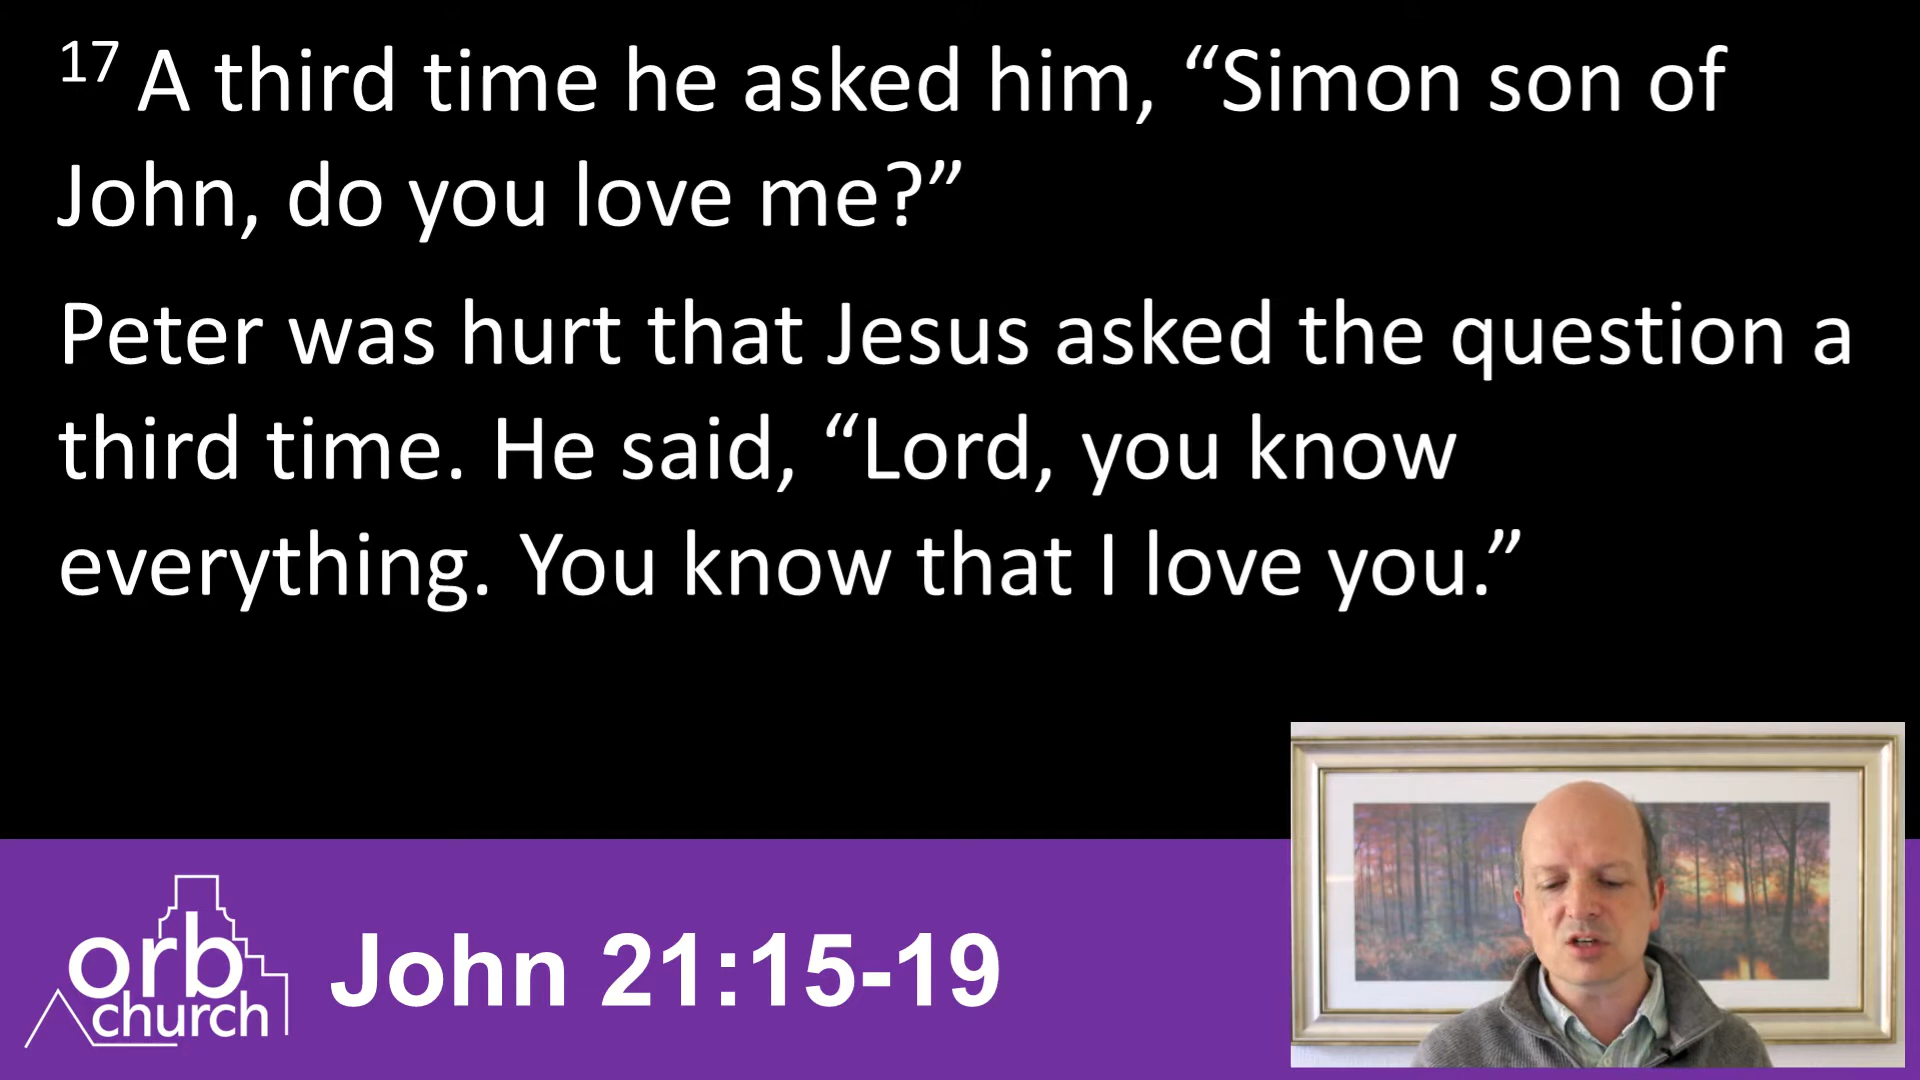 17 A third time he asked him, “Simon son of
John, do you love me?”
Peter was hurt that Jesus asked the question a
third time. He said, “Lord, you know
everything. You know that I love you.”
orb
church
John 21:15-19